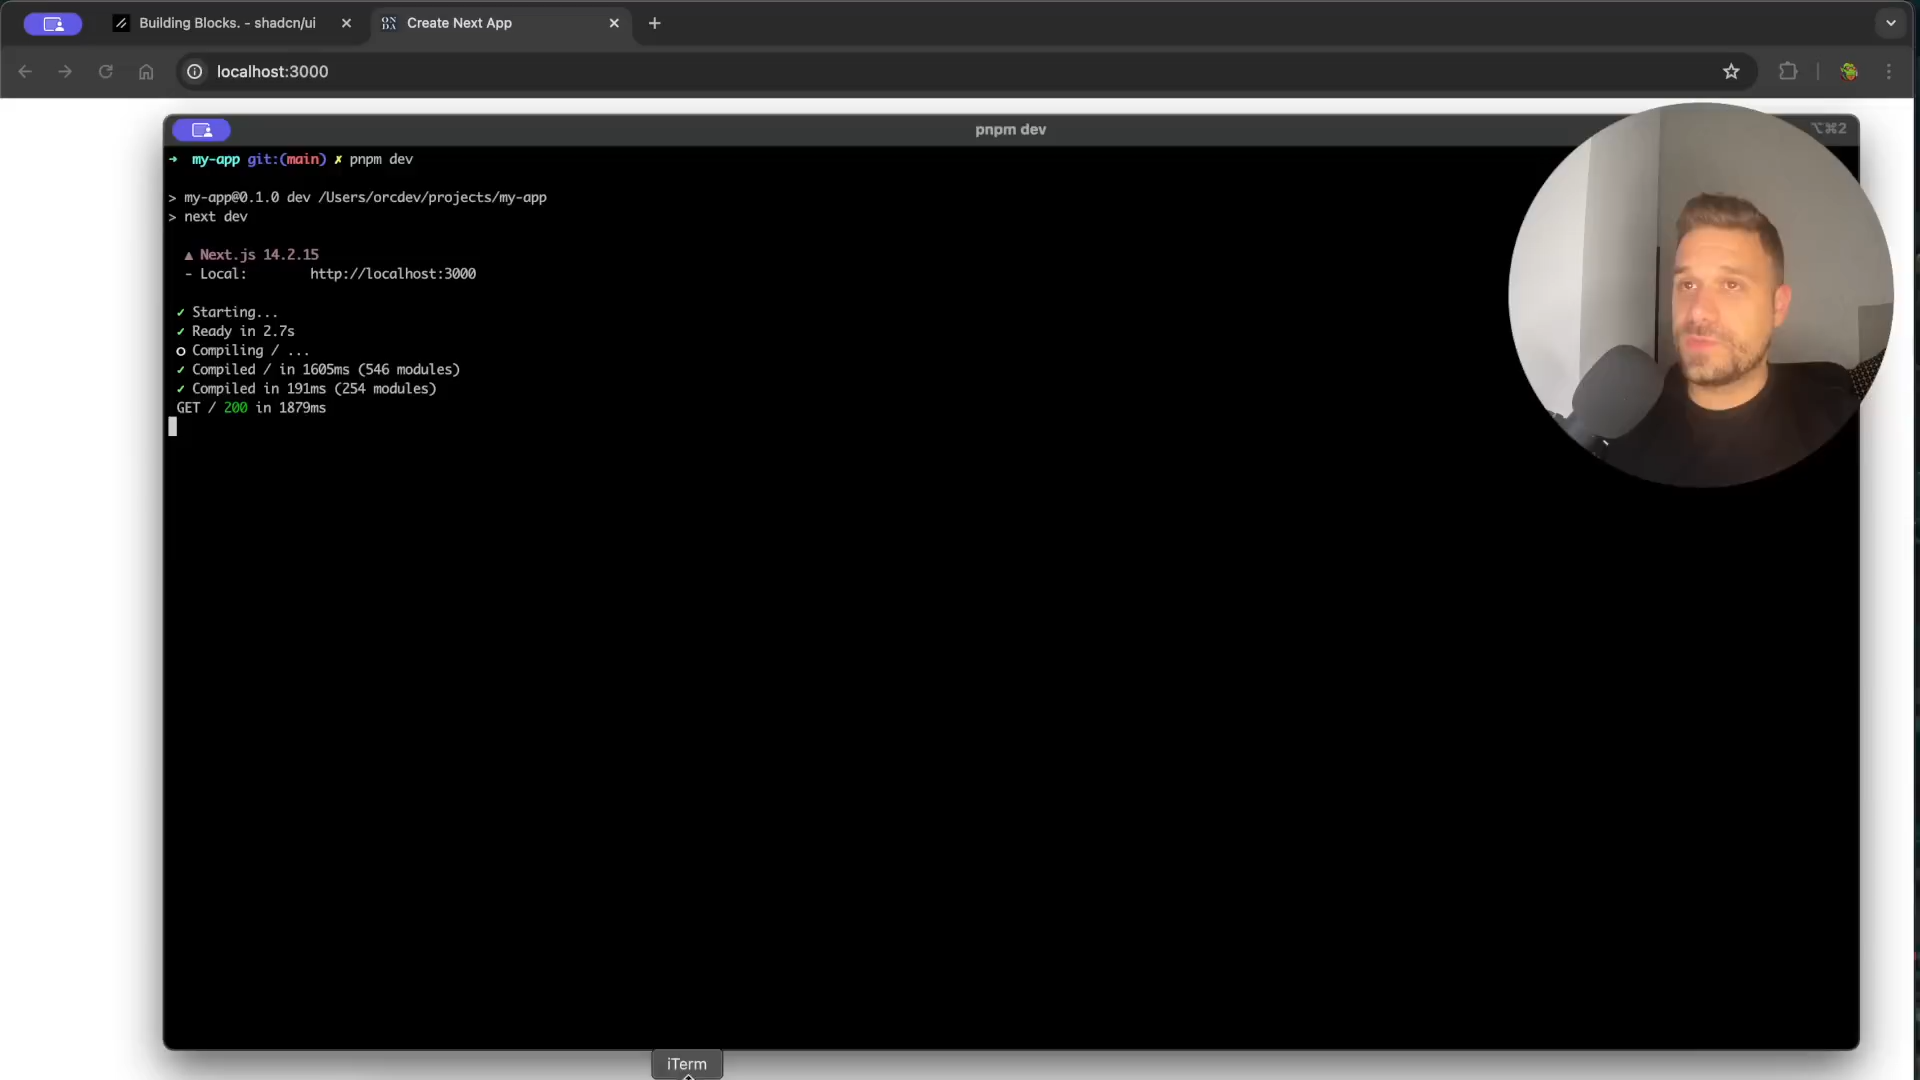 Building Blocks. - shadcn/ui
Create Next App
localhost:3000
pnpm dev
⌥⌘2
➜ my-app git:(main) ✗ pnpm dev
> my-app@0.1.0 dev /Users/orcdev/projects/my-app
> next dev
▲ Next.js 14.2.15
- Local: http://localhost:3000
✓ Starting...
✓ Ready in 2.7s
○ Compiling / ...
✓ Compiled / in 1605ms (546 modules)
✓ Compiled in 191ms (254 modules)
GET / 200 in 1879ms
iTerm